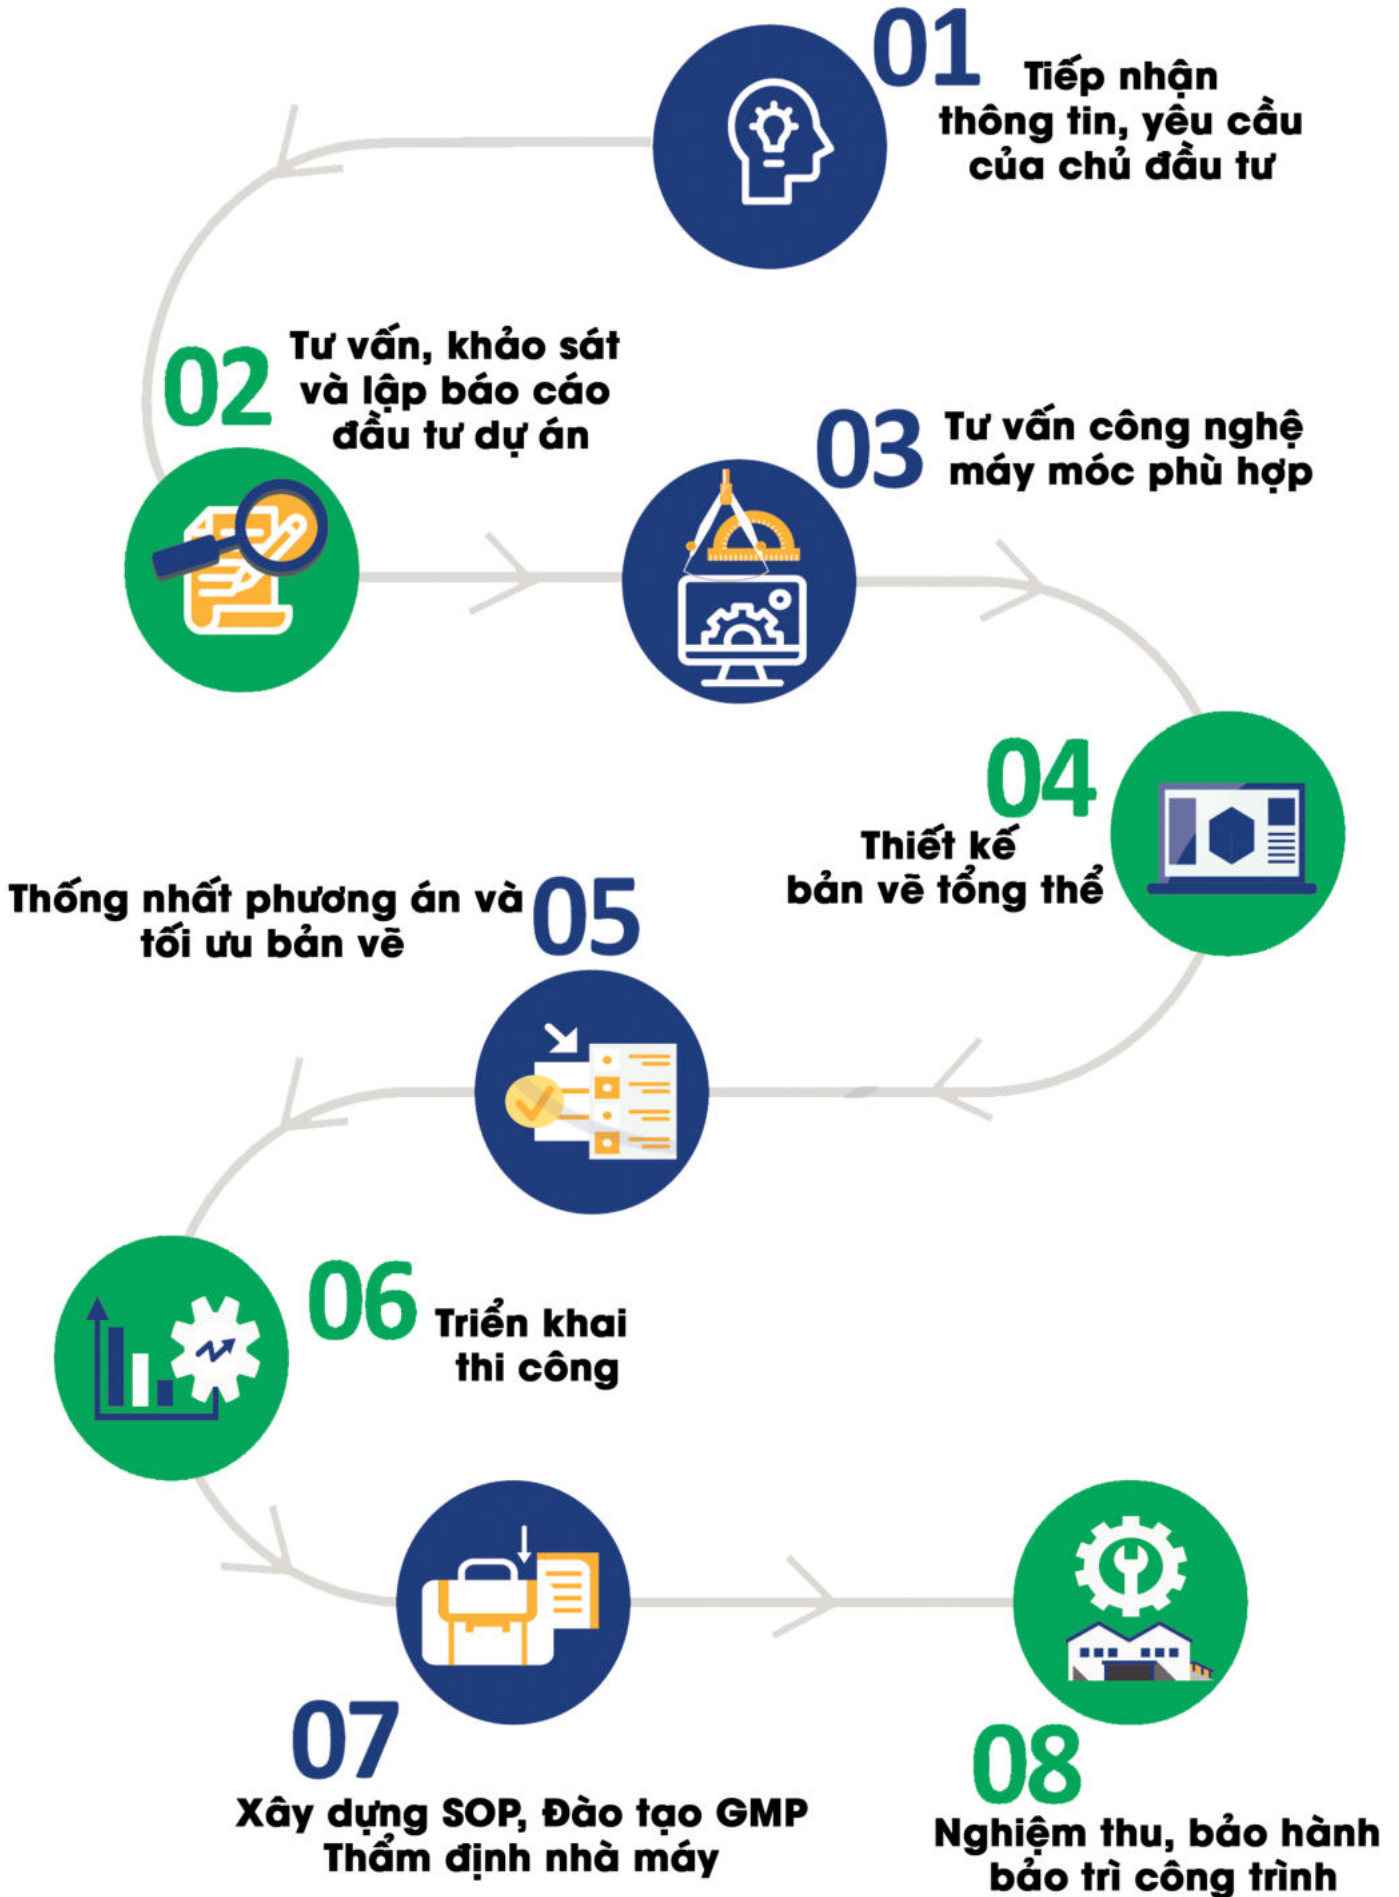 01
Tiếp nhận
thông tin, yêu cầu
của chủ đầu tư
02
Tư vấn, khảo sát
và lập báo cáo
đầu tư dự án
03
Tư vấn công nghệ
máy móc phù hợp
04
Thiết kế
bản vẽ tổng thể
05
Thống nhất phương án và
tối ưu bản vẽ
06
Triển khai
thi công
07
Xây dựng SOP, Đào tạo GMP
Thẩm định nhà máy
08
Nghiệm thu, bảo hành
bảo trì công trình